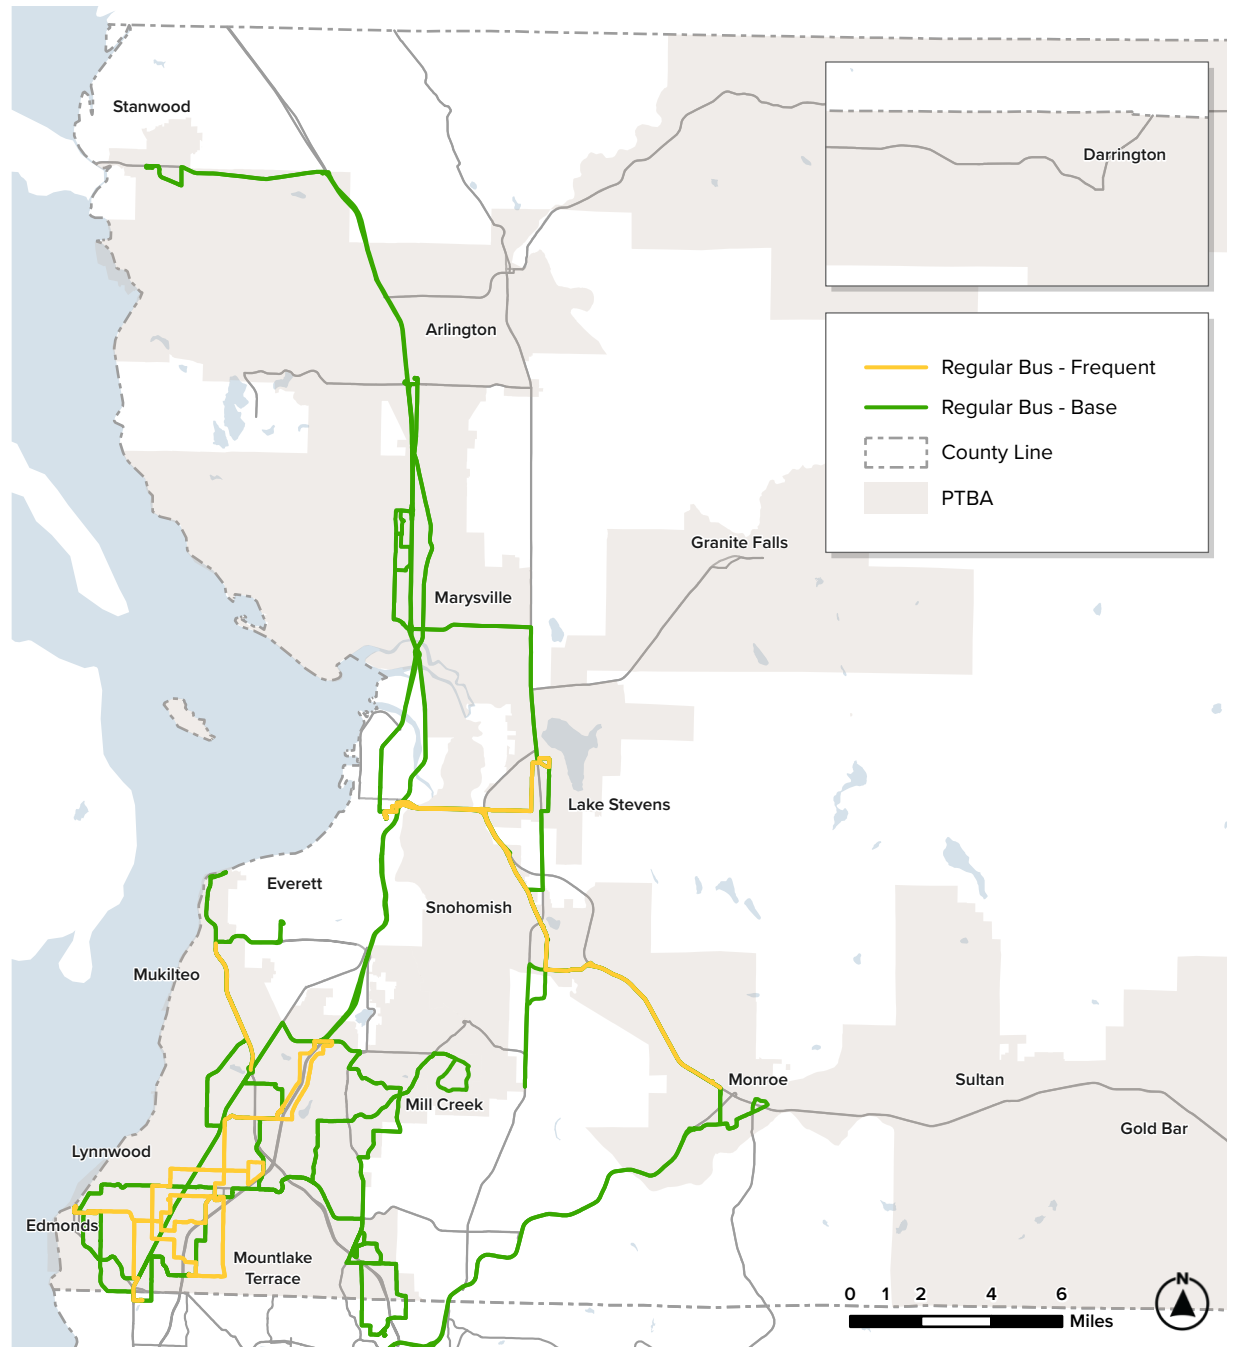 Stanwood
Darrington
Arlington
Regular Bus - Frequent
Regular Bus - Base
County Line
PTBA
Granite Falls
Marysville
Lake Stevens
Everett
Snohomish
Mukilteo
Monroe
Sultan
Mill Creek
Gold Bar
Lynnwood
Edmonds
Mountlake
Terrace
N
0 1 2 4 6
Miles